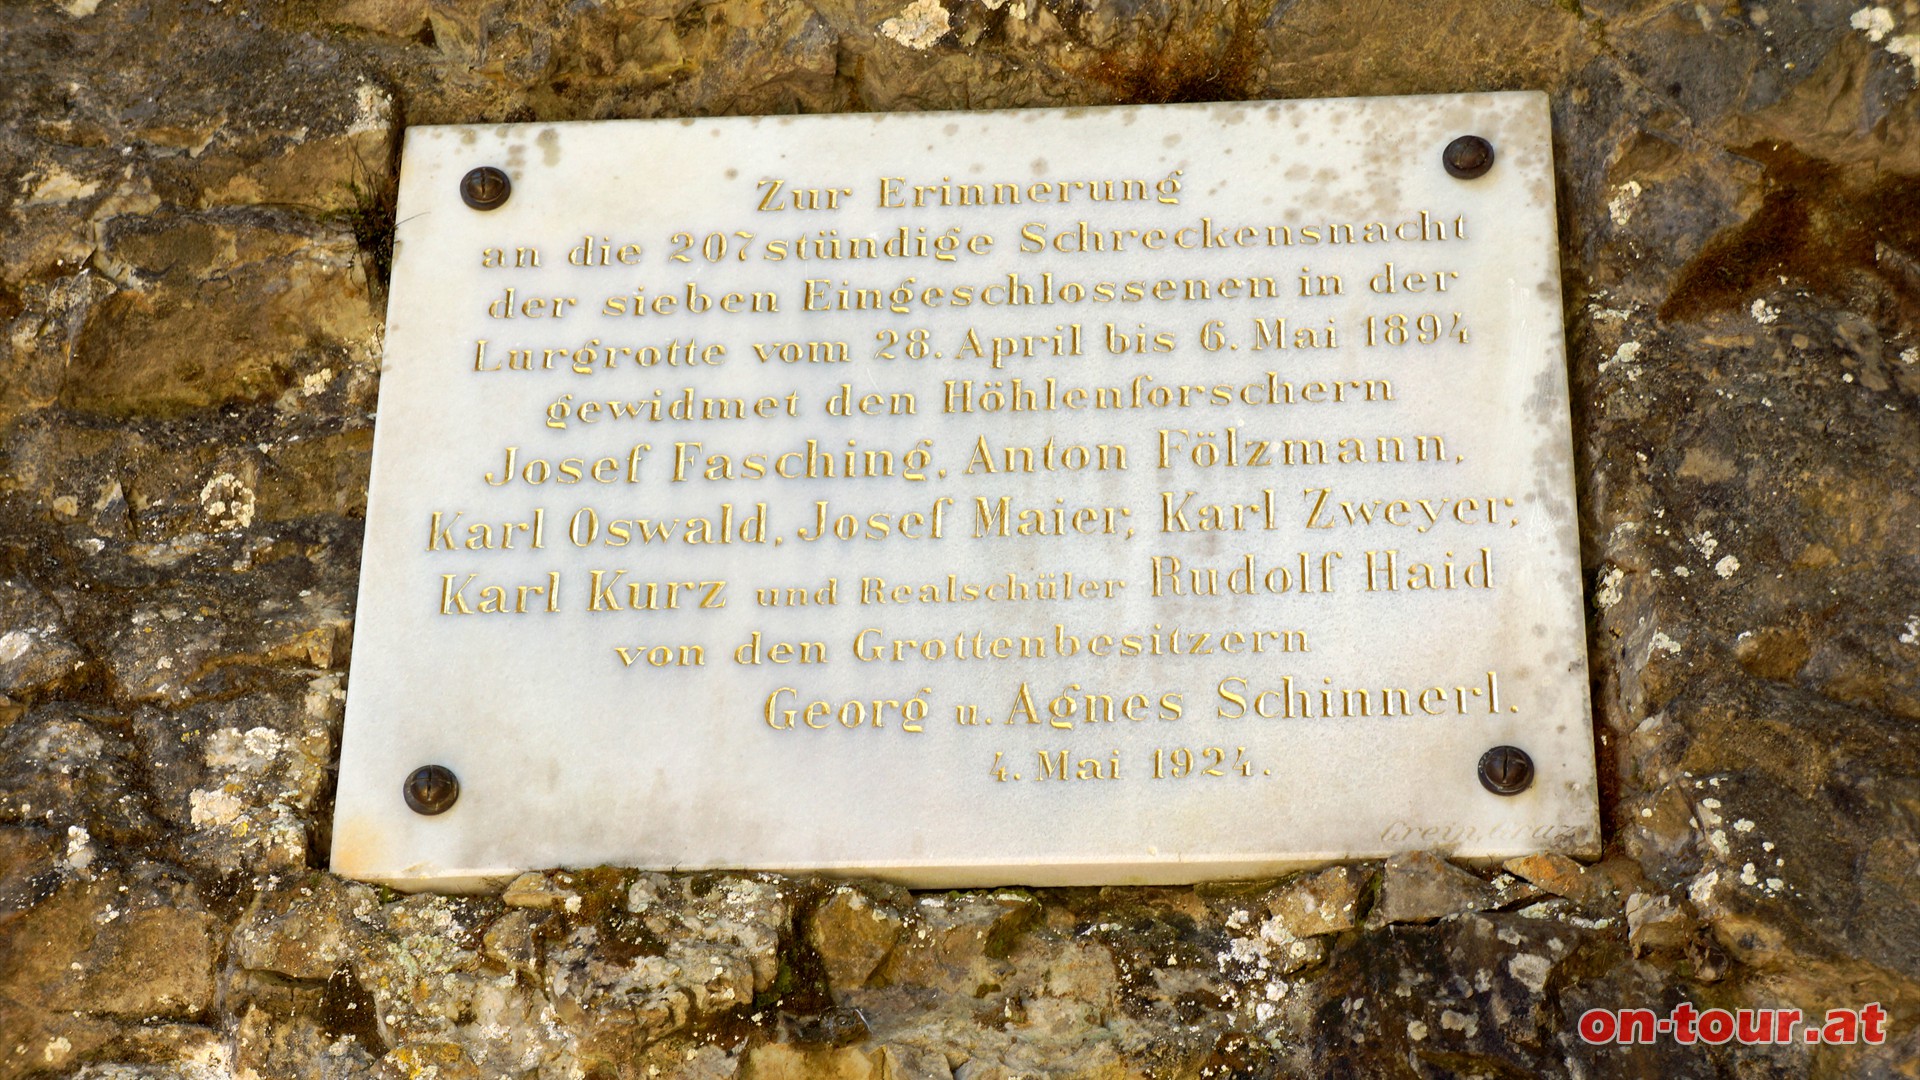 Zur Erinnerung
an die 207stündige Schreckensnacht
der sieben Eingeschlossenen in der
Lurgrotte vom 28. April bis 6. Mai 1894
gewidmet den Höhlenforschern
Josef Fasching, Anton Fölzmann,
Karl Oswald, Josef Maier, Karl Zweyer,
Karl Kurz und Realschüler Rudolf Haid
von den Grottenbesitzern
Georg u. Agnes Schinnerl.
4. Mai 1924.
Grein, Graz
on-tour.at